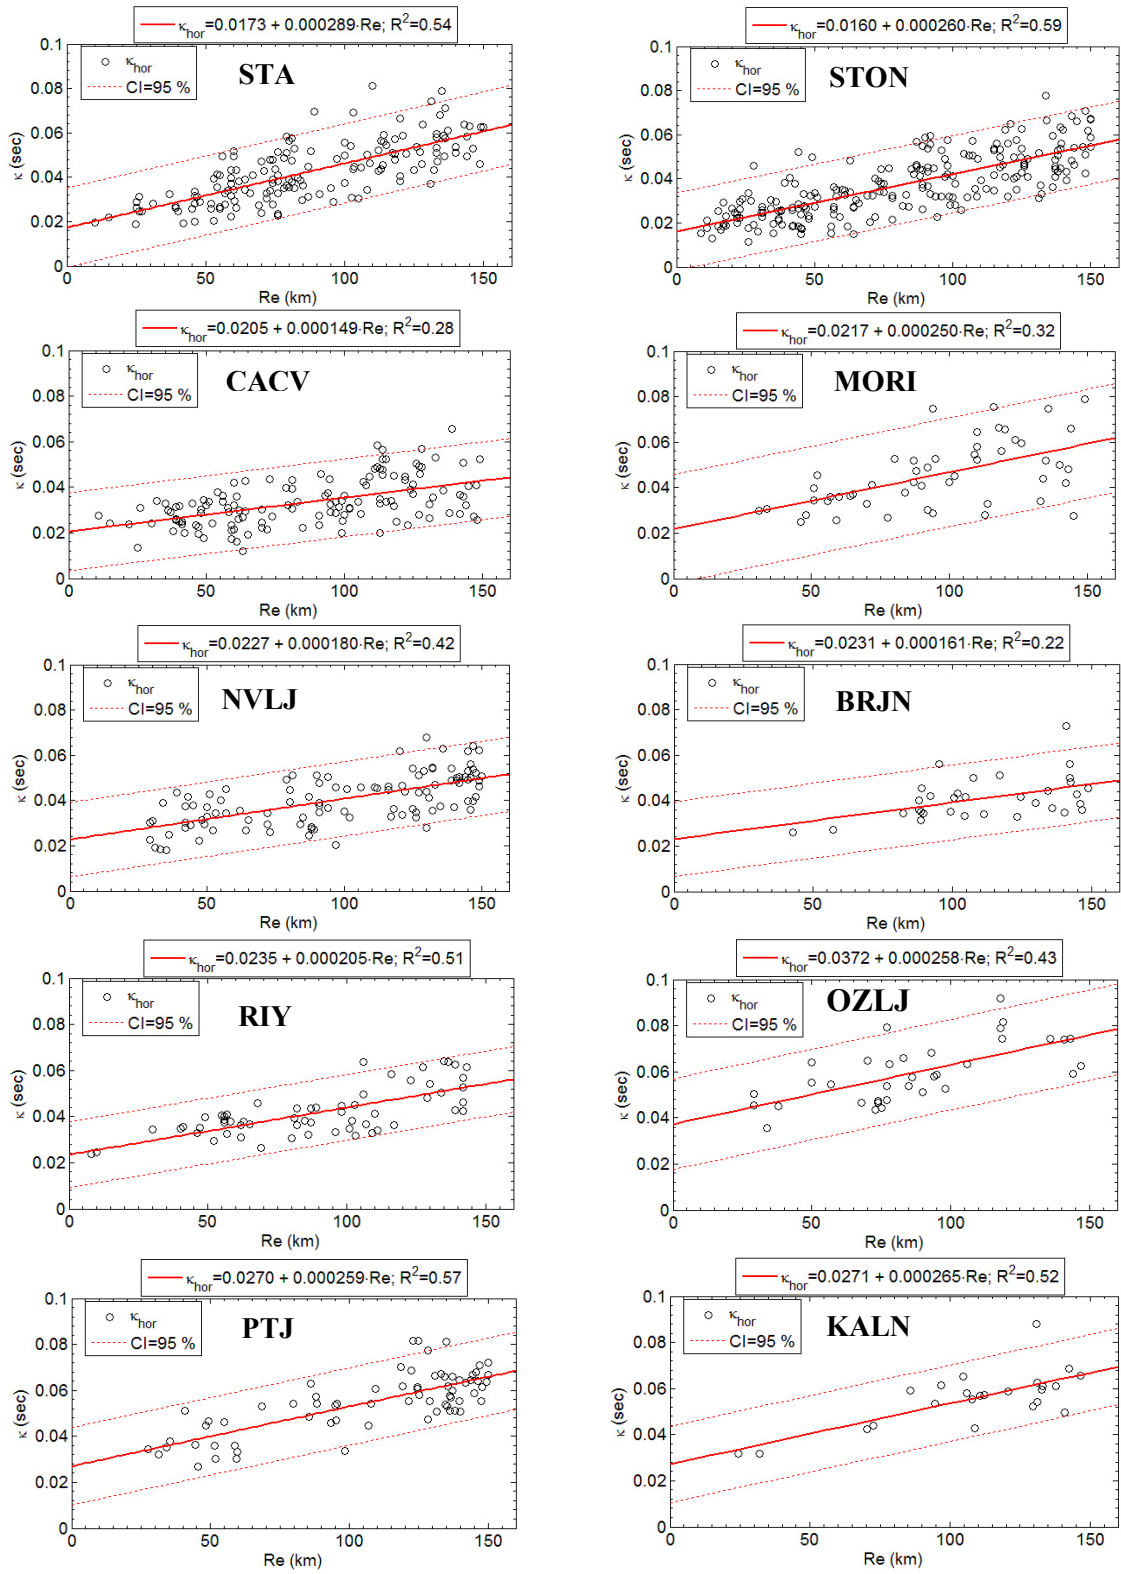 κhor=0.0173 + 0.000289·Re; R²=0.54
κhor
CI=95 %
STA
0.1
0.08
0.06
0.04
0.02
0
κ (sec)
0 50 100 150
Re (km)
κhor=0.0160 + 0.000260·Re; R²=0.59
κhor
CI=95 %
STON
0.1
0.08
0.06
0.04
0.02
0
κ (sec)
0 50 100 150
Re (km)
κhor=0.0205 + 0.000149·Re; R²=0.28
κhor
CI=95 %
CACV
0.1
0.08
0.06
0.04
0.02
0
κ (sec)
0 50 100 150
Re (km)
κhor=0.0217 + 0.000250·Re; R²=0.32
κhor
CI=95 %
MORI
0.1
0.08
0.06
0.04
0.02
0
κ (sec)
0 50 100 150
Re (km)
κhor=0.0227 + 0.000180·Re; R²=0.42
κhor
CI=95 %
NVLJ
0.1
0.08
0.06
0.04
0.02
0
κ (sec)
0 50 100 150
Re (km)
κhor=0.0231 + 0.000161·Re; R²=0.22
κhor
CI=95 %
BRJN
0.1
0.08
0.06
0.04
0.02
0
κ (sec)
0 50 100 150
Re (km)
κhor=0.0235 + 0.000205·Re; R²=0.51
κhor
CI=95 %
RIY
0.1
0.08
0.06
0.04
0.02
0
κ (sec)
0 50 100 150
Re (km)
κhor=0.0372 + 0.000258·Re; R²=0.43
κhor
CI=95 %
OZLJ
0.1
0.08
0.06
0.04
0.02
0
κ (sec)
0 50 100 150
Re (km)
κhor=0.0270 + 0.000259·Re; R²=0.57
κhor
CI=95 %
PTJ
0.1
0.08
0.06
0.04
0.02
0
κ (sec)
0 50 100 150
Re (km)
κhor=0.0271 + 0.000265·Re; R²=0.52
κhor
CI=95 %
KALN
0.1
0.08
0.06
0.04
0.02
0
κ (sec)
0 50 100 150
Re (km)